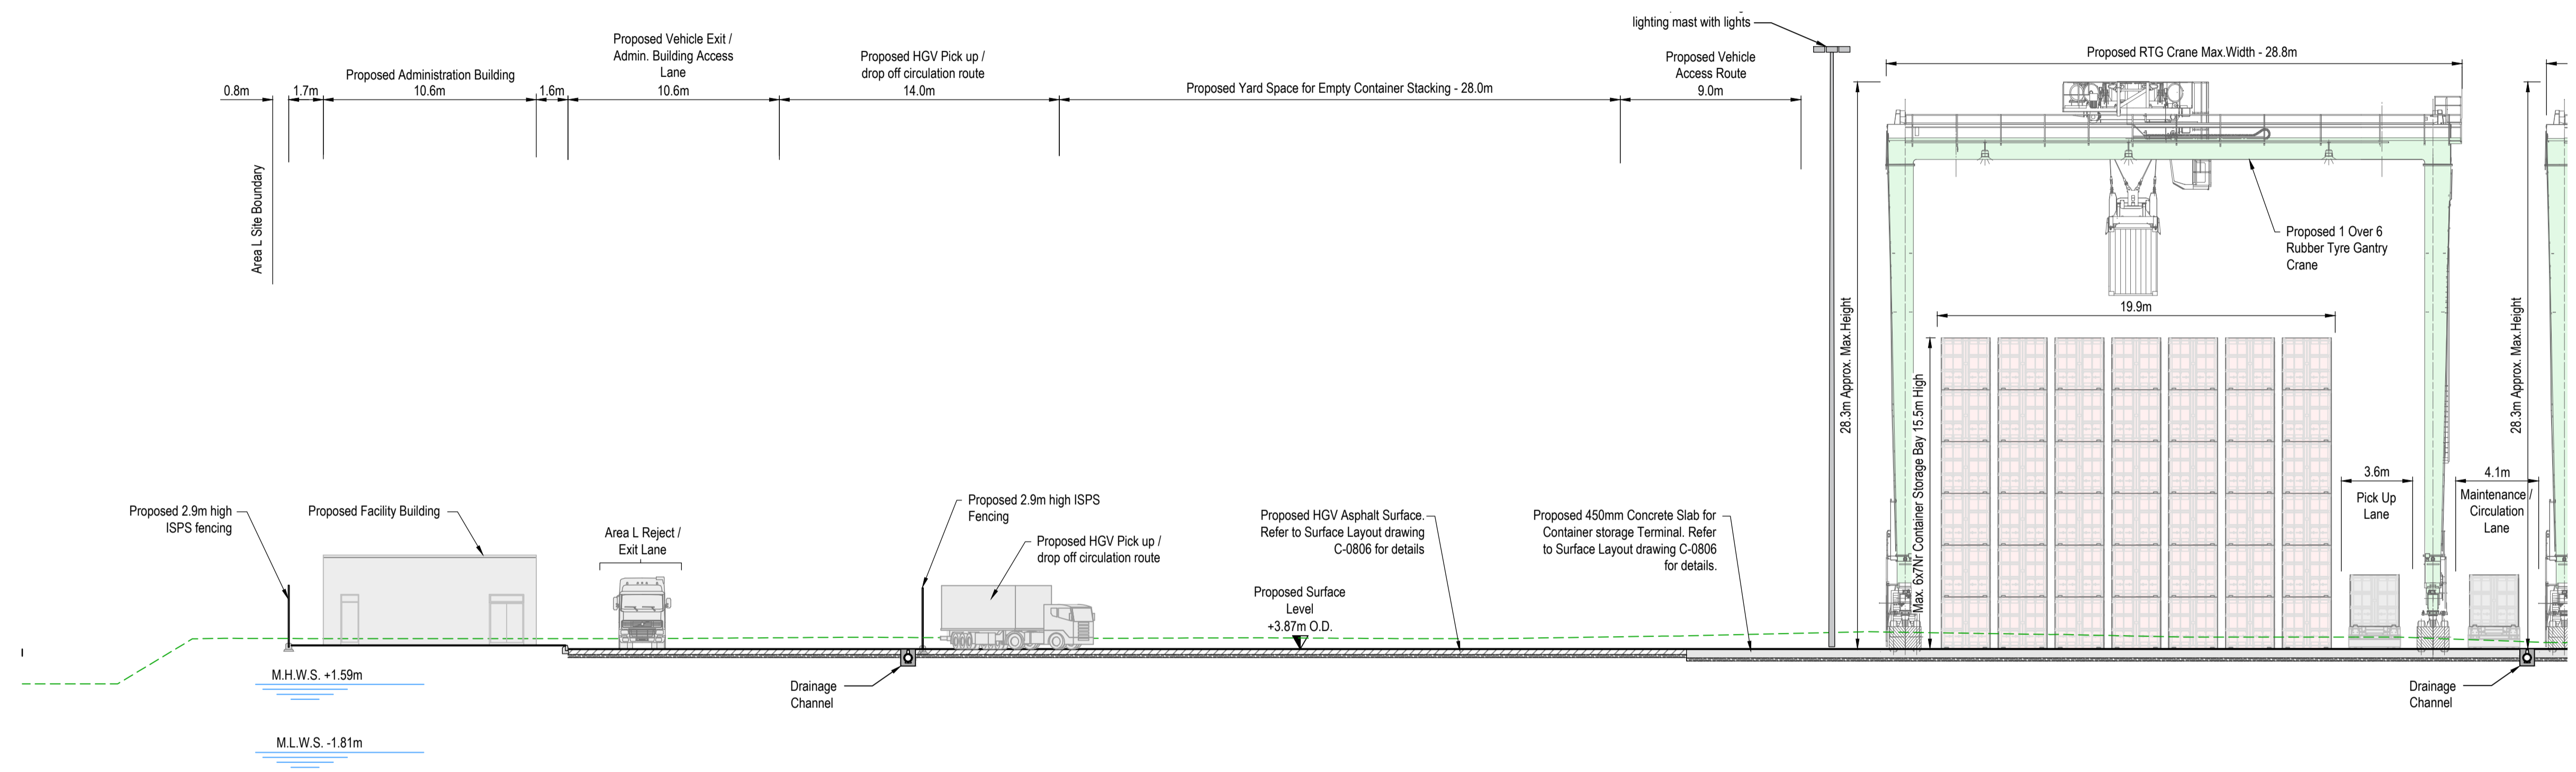 lighting mast with lights
Proposed Vehicle Exit /
Admin. Building Access
Lane
10.6m
Proposed HGV Pick up /
drop off circulation route
14.0m
Proposed Vehicle
Access Route
9.0m
Proposed RTG Crane Max.Width - 28.8m
Proposed Administration Building
10.6m
0.8m
1.7m
1.6m
Proposed Yard Space for Empty Container Stacking - 28.0m
Area L Site Boundary
Proposed 1 Over 6
Rubber Tyre Gantry
Crane
28.3m Approx. Max.Height
19.9m
28.3m Approx. Max.Height
Max. 6x7Nr Container Storage Bay 15.5m High
3.6m
Pick Up
Lane
4.1m
Maintenance /
Circulation
Lane
Proposed 2.9m high
ISPS fencing
Proposed Facility Building
Area L Reject /
Exit Lane
Proposed 2.9m high ISPS
Fencing
Proposed HGV Pick up /
drop off circulation route
Proposed HGV Asphalt Surface.
Refer to Surface Layout drawing
C-0806 for details
Proposed 450mm Concrete Slab for
Container storage Terminal. Refer
to Surface Layout drawing C-0806
for details.
Proposed Surface
Level
+3.87m O.D.
M.H.W.S. +1.59m
Drainage
Channel
Drainage
Channel
M.L.W.S. -1.81m